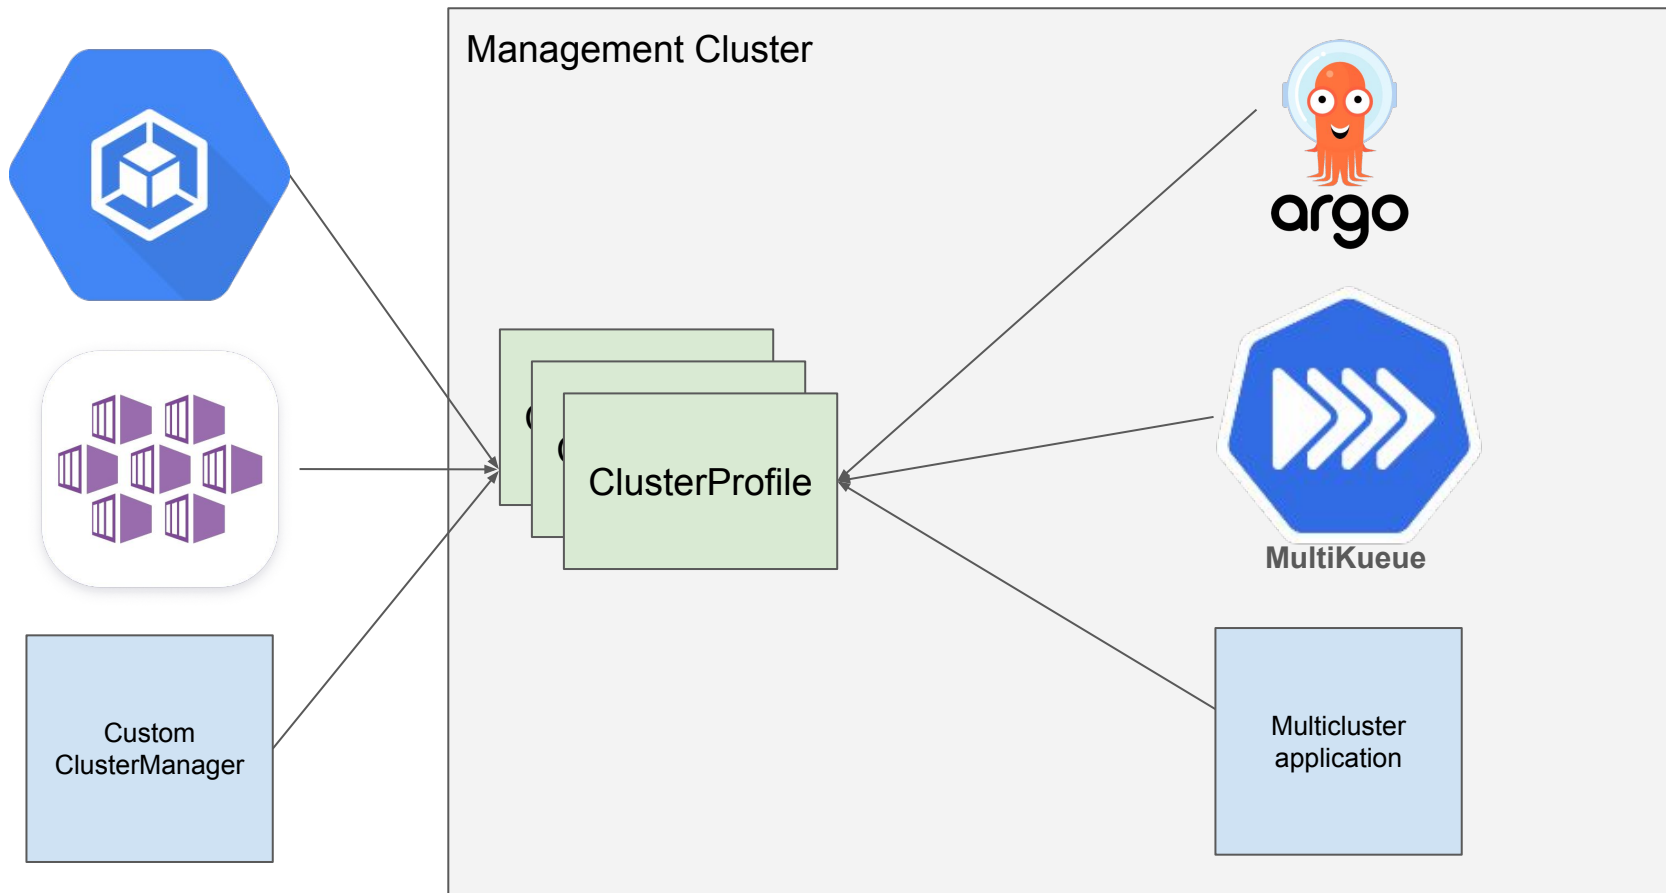 Management Cluster
argo
ClusterProfile
MultiKueue
Custom
ClusterManager
Multicluster
application